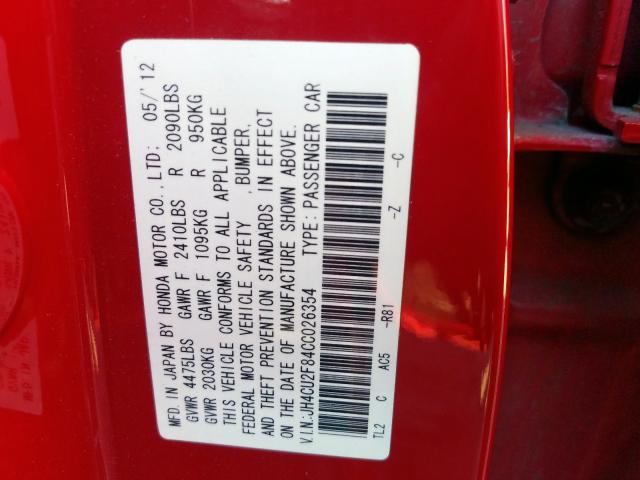 MFD. IN JAPAN BY HONDA MOTOR CO., LTD: 05/'12
GVWR 4475LBS GAWR F 2410LBS R 2090LBS
GVWR 2030KG GAWR F 1095KG R 950KG
THIS VEHICLE CONFORMS TO ALL APPLICABLE
FEDERAL MOTOR VEHICLE SAFETY , BUMPER,
AND THEFT PREVENTION STANDARDS IN EFFECT
ON THE DATE OF MANUFACTURE SHOWN ABOVE.
V.I.N.:JH4CU2F84CC026354 TYPE: PASSENGER CAR
TL2 C AC5 -R81 -Z -C